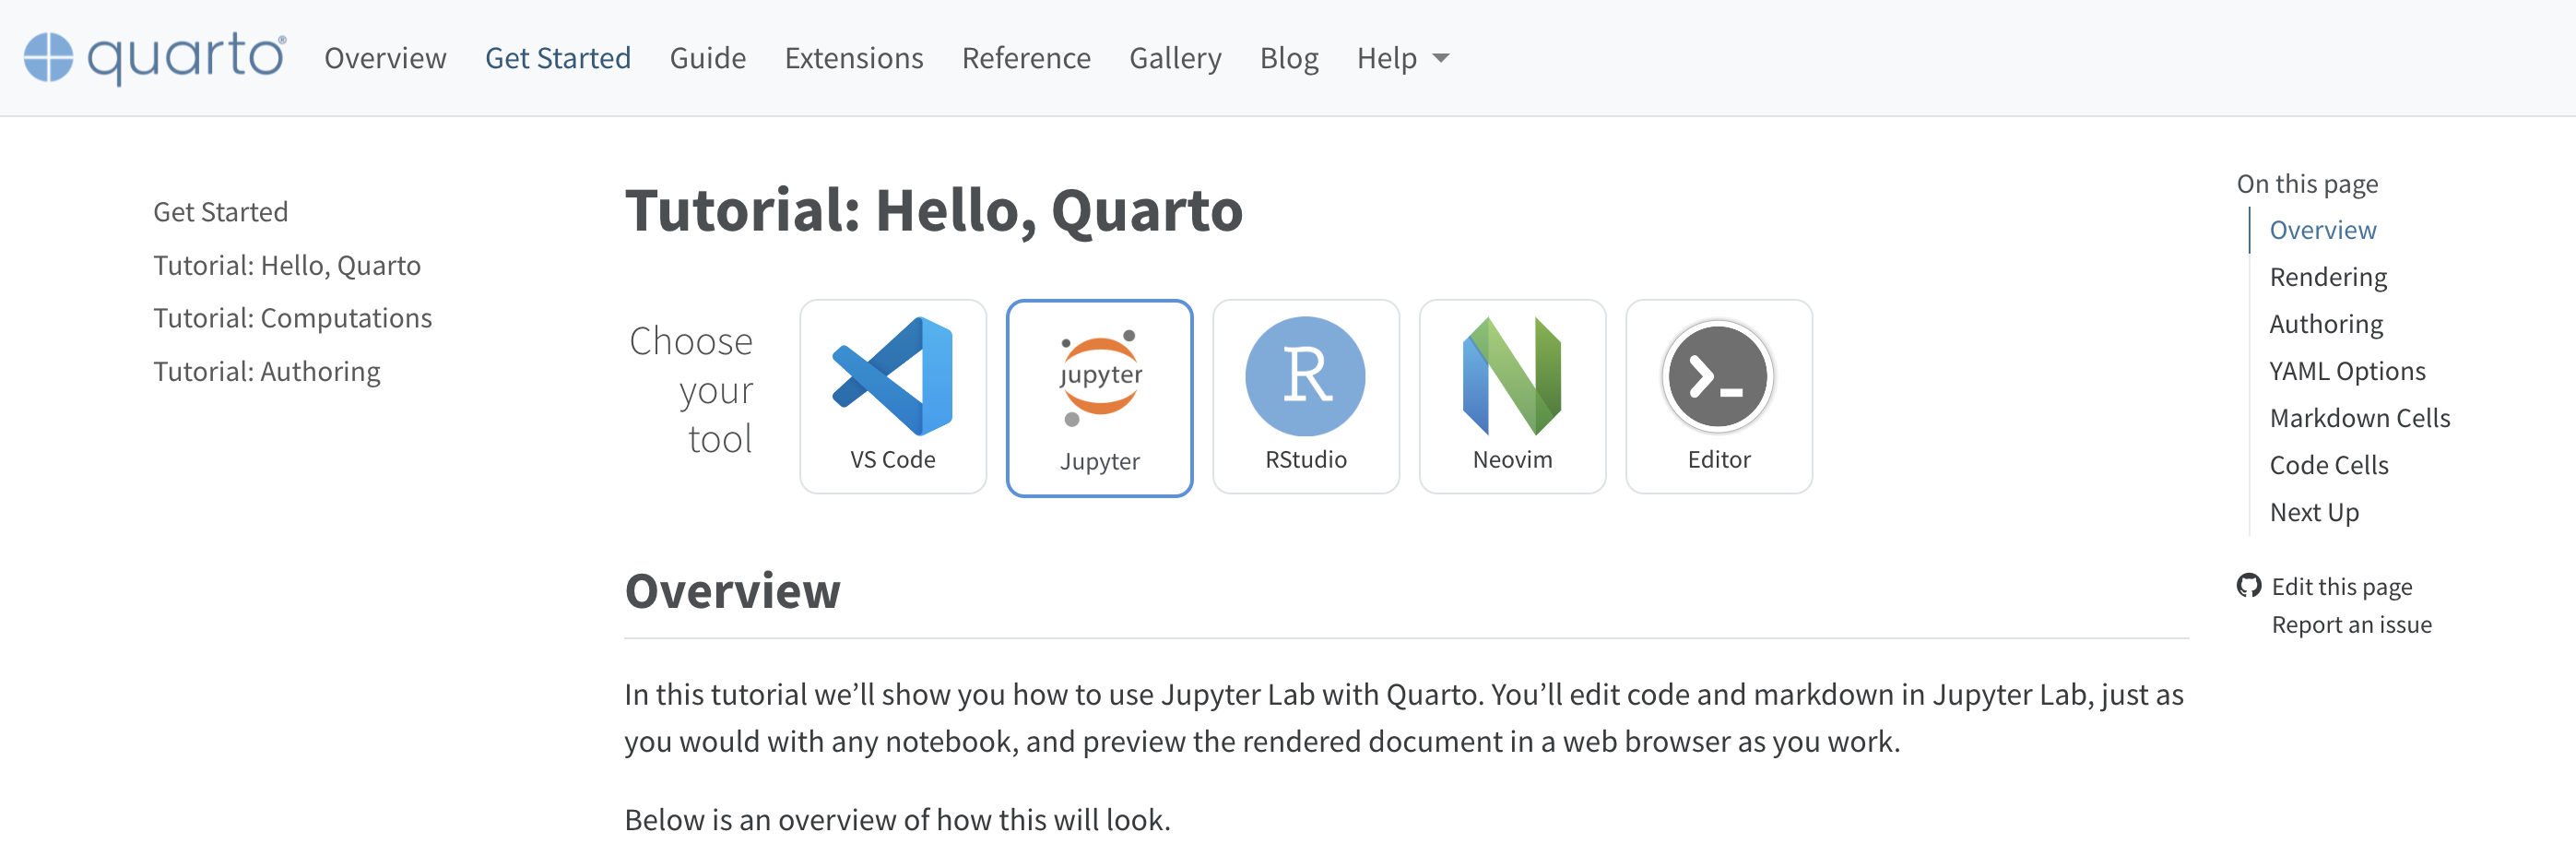 quarto®
Overview
Get Started
Guide
Extensions
Reference
Gallery
Blog
Help
Get Started
Tutorial: Hello, Quarto
Tutorial: Computations
Tutorial: Authoring
Tutorial: Hello, Quarto
Choose
your
tool
VS Code
jupyter
Jupyter
R
RStudio
Neovim
>_
Editor
Overview
In this tutorial we’ll show you how to use Jupyter Lab with Quarto. You’ll edit code and markdown in Jupyter Lab, just as
you would with any notebook, and preview the rendered document in a web browser as you work.
Below is an overview of how this will look.
On this page
Overview
Rendering
Authoring
YAML Options
Markdown Cells
Code Cells
Next Up
Edit this page
Report an issue